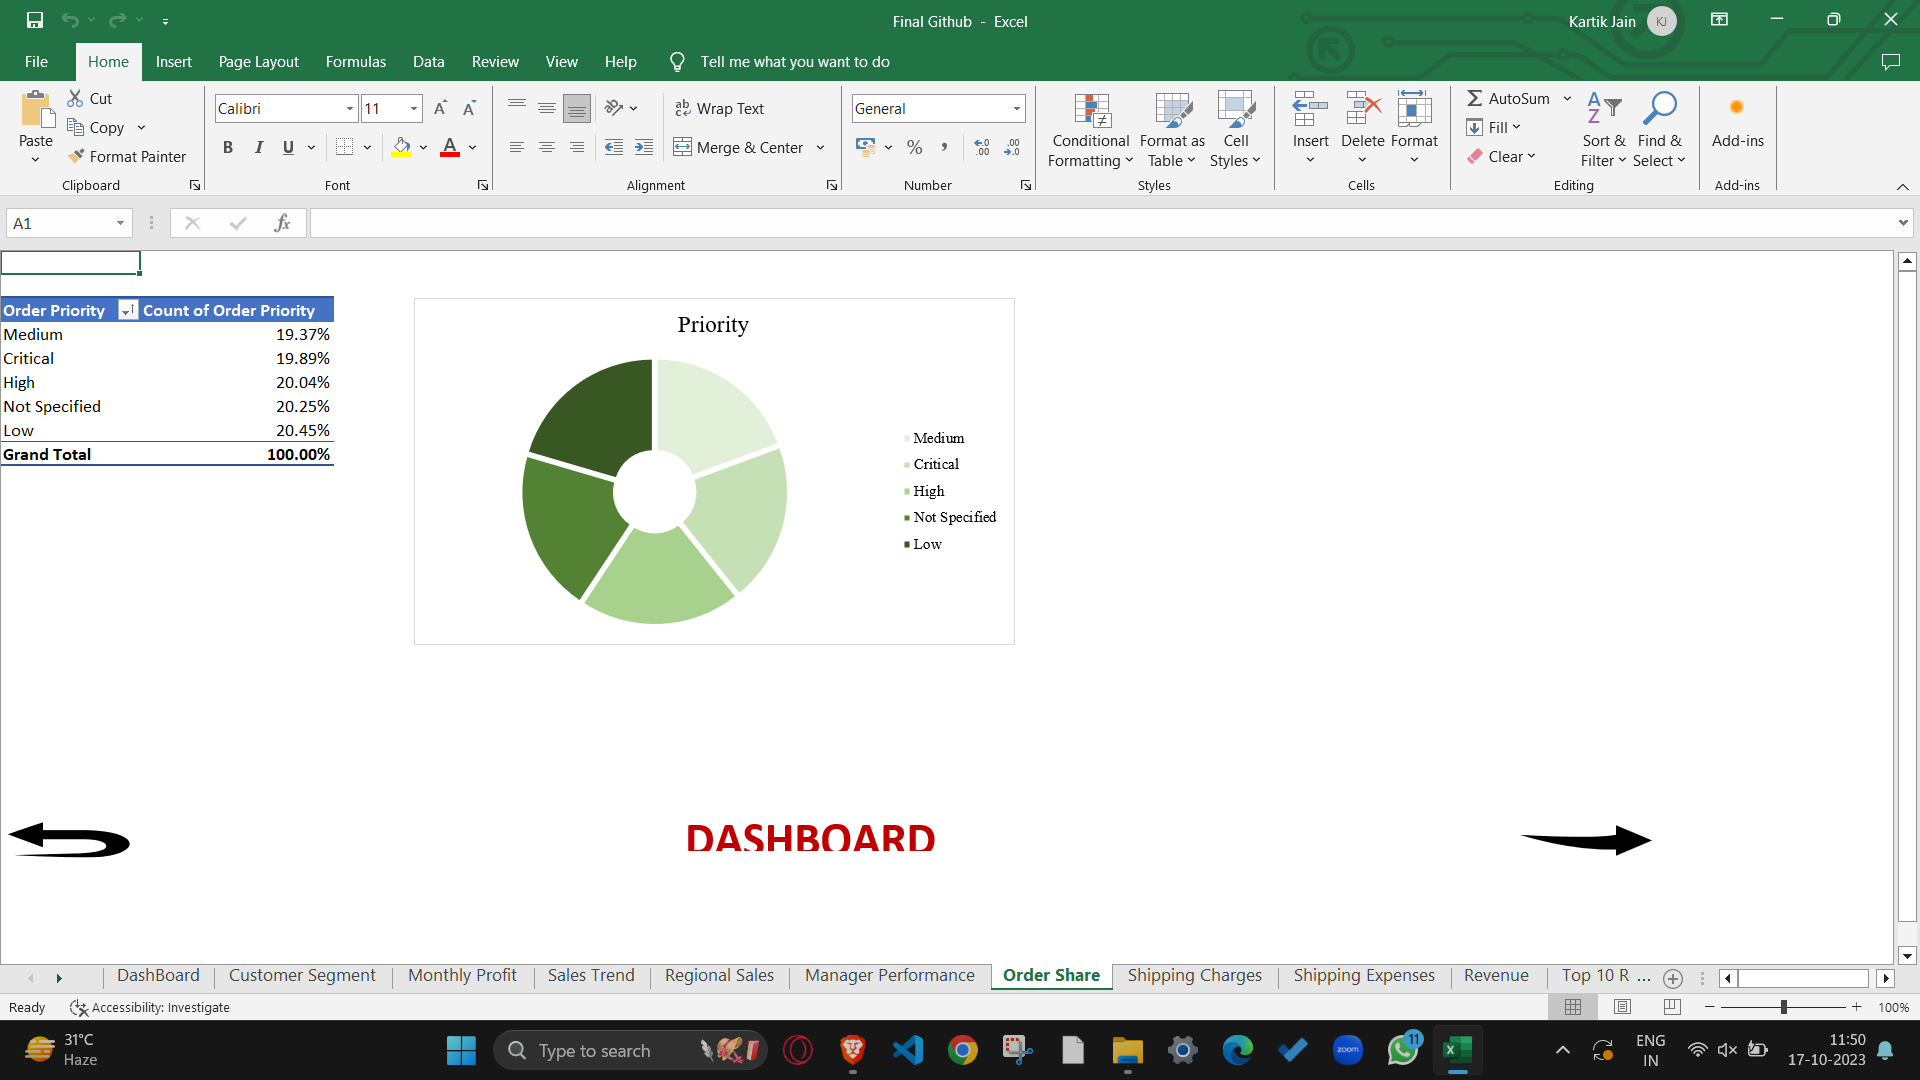 Final Github - Excel
Kartik Jain KJ
File Home Insert Page Layout Formulas Data Review View Help Tell me what you want to do
Paste
Cut
Copy
Format Painter
Clipboard
Calibri 11
B I U A
Font
Wrap Text
Merge & Center
Alignment
General
Number
Conditional Formatting
Format as Table
Cell Styles
Styles
Insert Delete Format
Cells
AutoSum
Fill
Clear
Sort & Filter
Find & Select
Editing
Add-ins
Add-ins
A1
fx
Order Priority Count of Order Priority
Medium 19.37%
Critical 19.89%
High 20.04%
Not Specified 20.25%
Low 20.45%
Grand Total 100.00%
Priority
Medium
Critical
High
Not Specified
Low
DASHBOARD
DashBoard Customer Segment Monthly Profit Sales Trend Regional Sales Manager Performance Order Share Shipping Charges Shipping Expenses Revenue Top 10 R ...
Ready Accessibility: Investigate 100%
31°C
Haze
Type to search
zoom
11
ENG
IN
11:50
17-10-2023